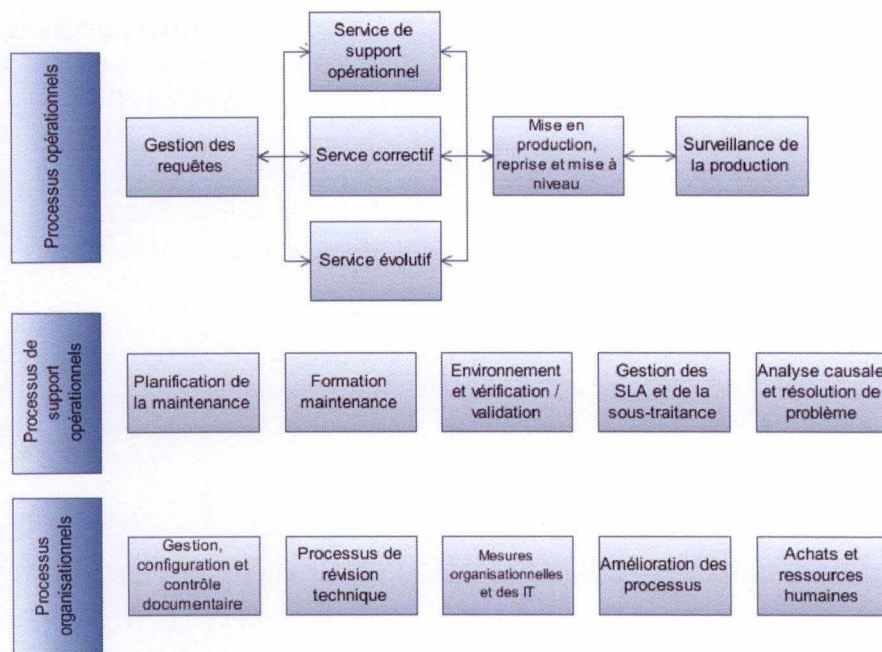 Processus opérationnels
Service de
support
opérationnel
Gestion des
requêtes
Servce correctif
Service évolutif
Mise en
production,
reprise et mise à
niveau
Surveillance de
la production
Processus de
support
opérationnels
Planification de
la maintenance
Formation
maintenance
Environnement
et vérification /
validation
Gestion des
SLA et de la
sous-traitance
Analyse causale
et résolution de
problème
Processus
organisationnels
Gestion,
configuration et
contrôle
documentaire
Processus de
révision
technique
Mesures
organisationnelles
et des IT
Amélioration des
processus
Achats et
ressources
humaines